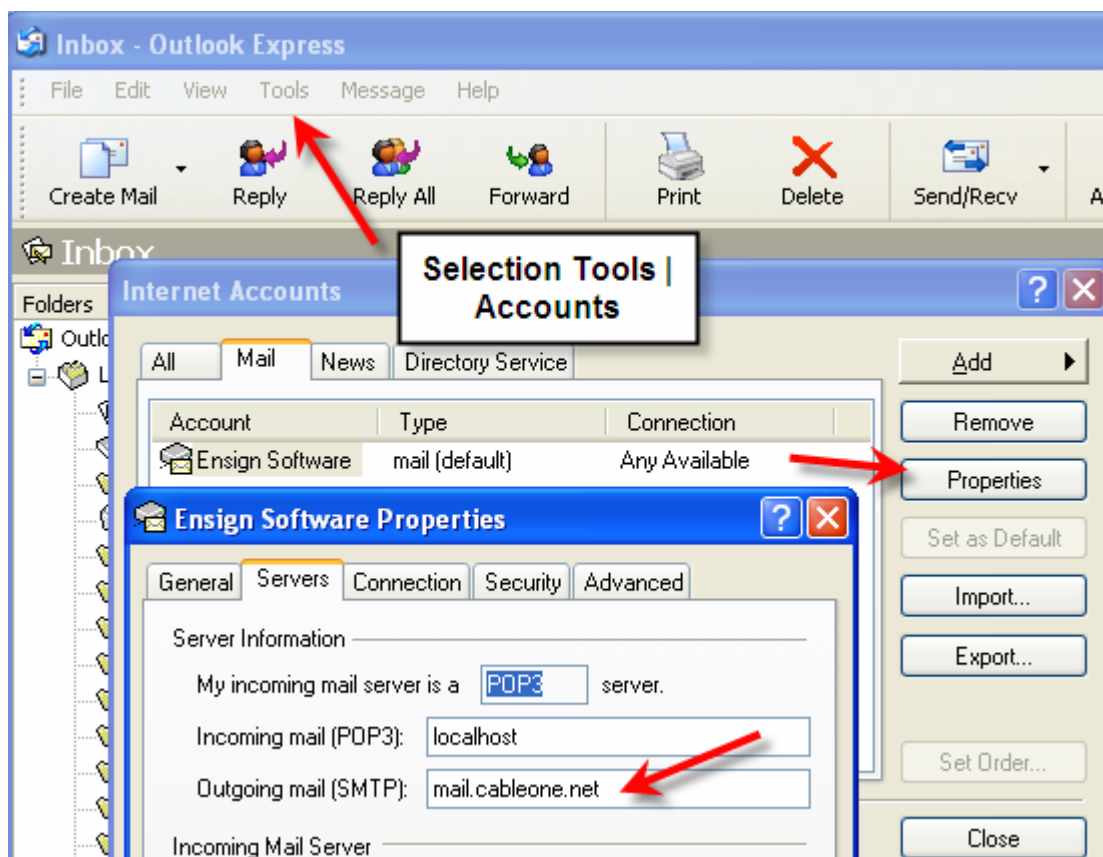 Inbox - Outlook Express
File Edit View Tools Message Help
Create Mail Reply Reply All Forward Print Delete Send/Recv A
Inbox
Selection Tools |
Accounts
Internet Accounts
Folders
Outlo
L
All Mail News Directory Service
Add
Account Type Connection
Remove
Ensign Software mail (default) Any Available
Properties
Ensign Software Properties
Set as Default
General Servers Connection Security Advanced
Import...
Server Information
Export...
My incoming mail server is a POP3 server.
Incoming mail (POP3): localhost
Set Order...
Outgoing mail (SMTP): mail.cableone.net
Incoming Mail Server
Close